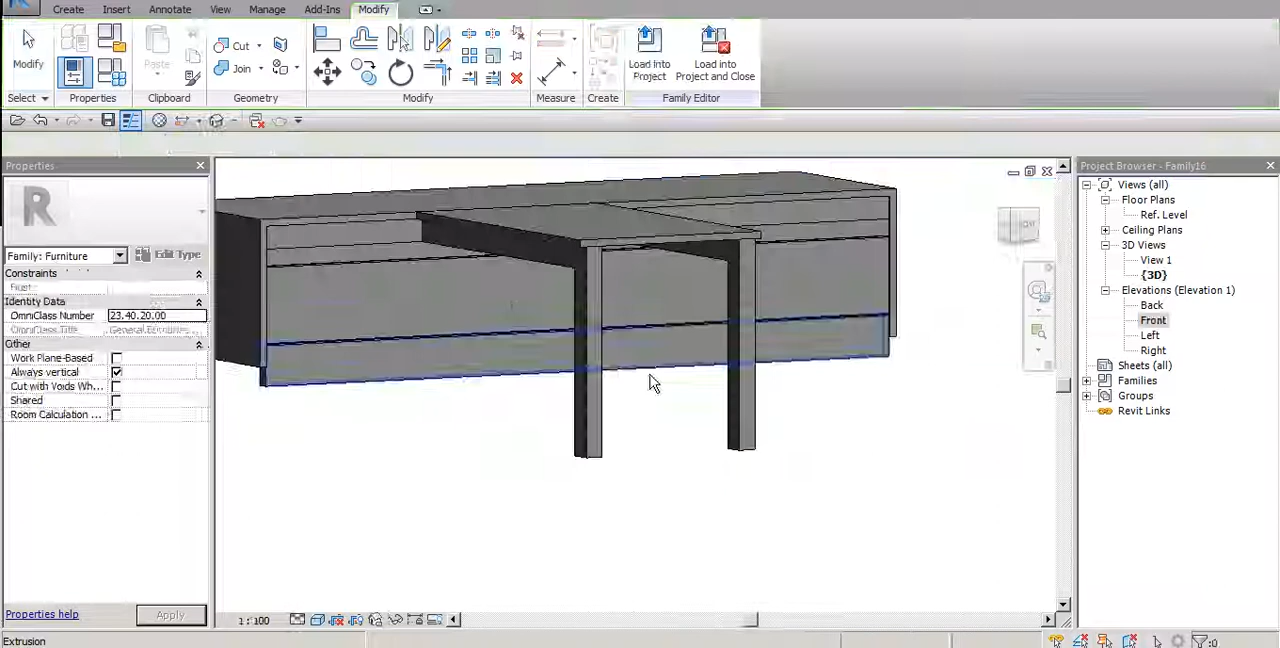 Create Insert Annotate View Manage Add-Ins Modify
Modify Paste Cut Join Load into Project Load into Project and Close
Select Properties Clipboard Geometry Modify Measure Create Family Editor
Properties
R
Family: Furniture Edit Type
Constraints
Host
Identity Data
OmniClass Number 23.40.20.00
OmniClass Title
Other
Work Plane-Based
Always vertical
Cut with Voids Wh...
Shared
Room Calculation ...
Properties help Apply
1 : 100
Extrusion
:0
Project Browser - Family16
Views (all)
Floor Plans
Ref. Level
Ceiling Plans
3D Views
View 1
{3D}
Elevations (Elevation 1)
Back
Front
Left
Right
Sheets (all)
Families
Groups
Revit Links